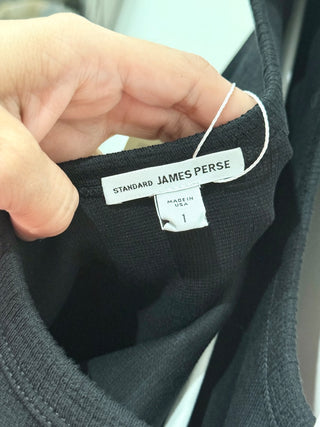 STANDARD JAMES PERSE
MADE IN
USA
1